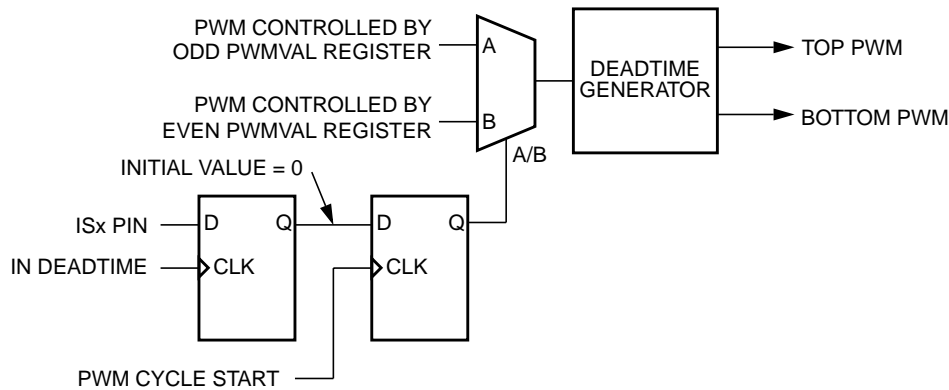 PWM CONTROLLED BY
ODD PWMVAL REGISTER
A
DEADTIME
GENERATOR
TOP PWM
PWM CONTROLLED BY
EVEN PWMVAL REGISTER
B
BOTTOM PWM
A/B
INITIAL VALUE = 0
ISx PIN
D
Q
D
Q
IN DEADTIME
CLK
CLK
PWM CYCLE START